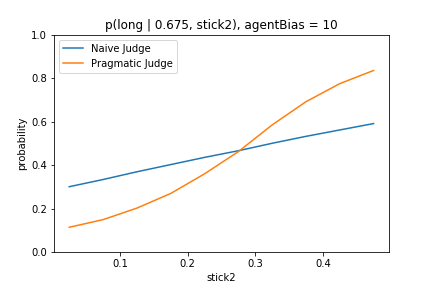 p(long | 0.675, stick2), agentBias = 10
Naive Judge
Pragmatic Judge
probability
1.0
0.8
0.6
0.4
0.2
0.0
0.1 0.2 0.3 0.4
stick2